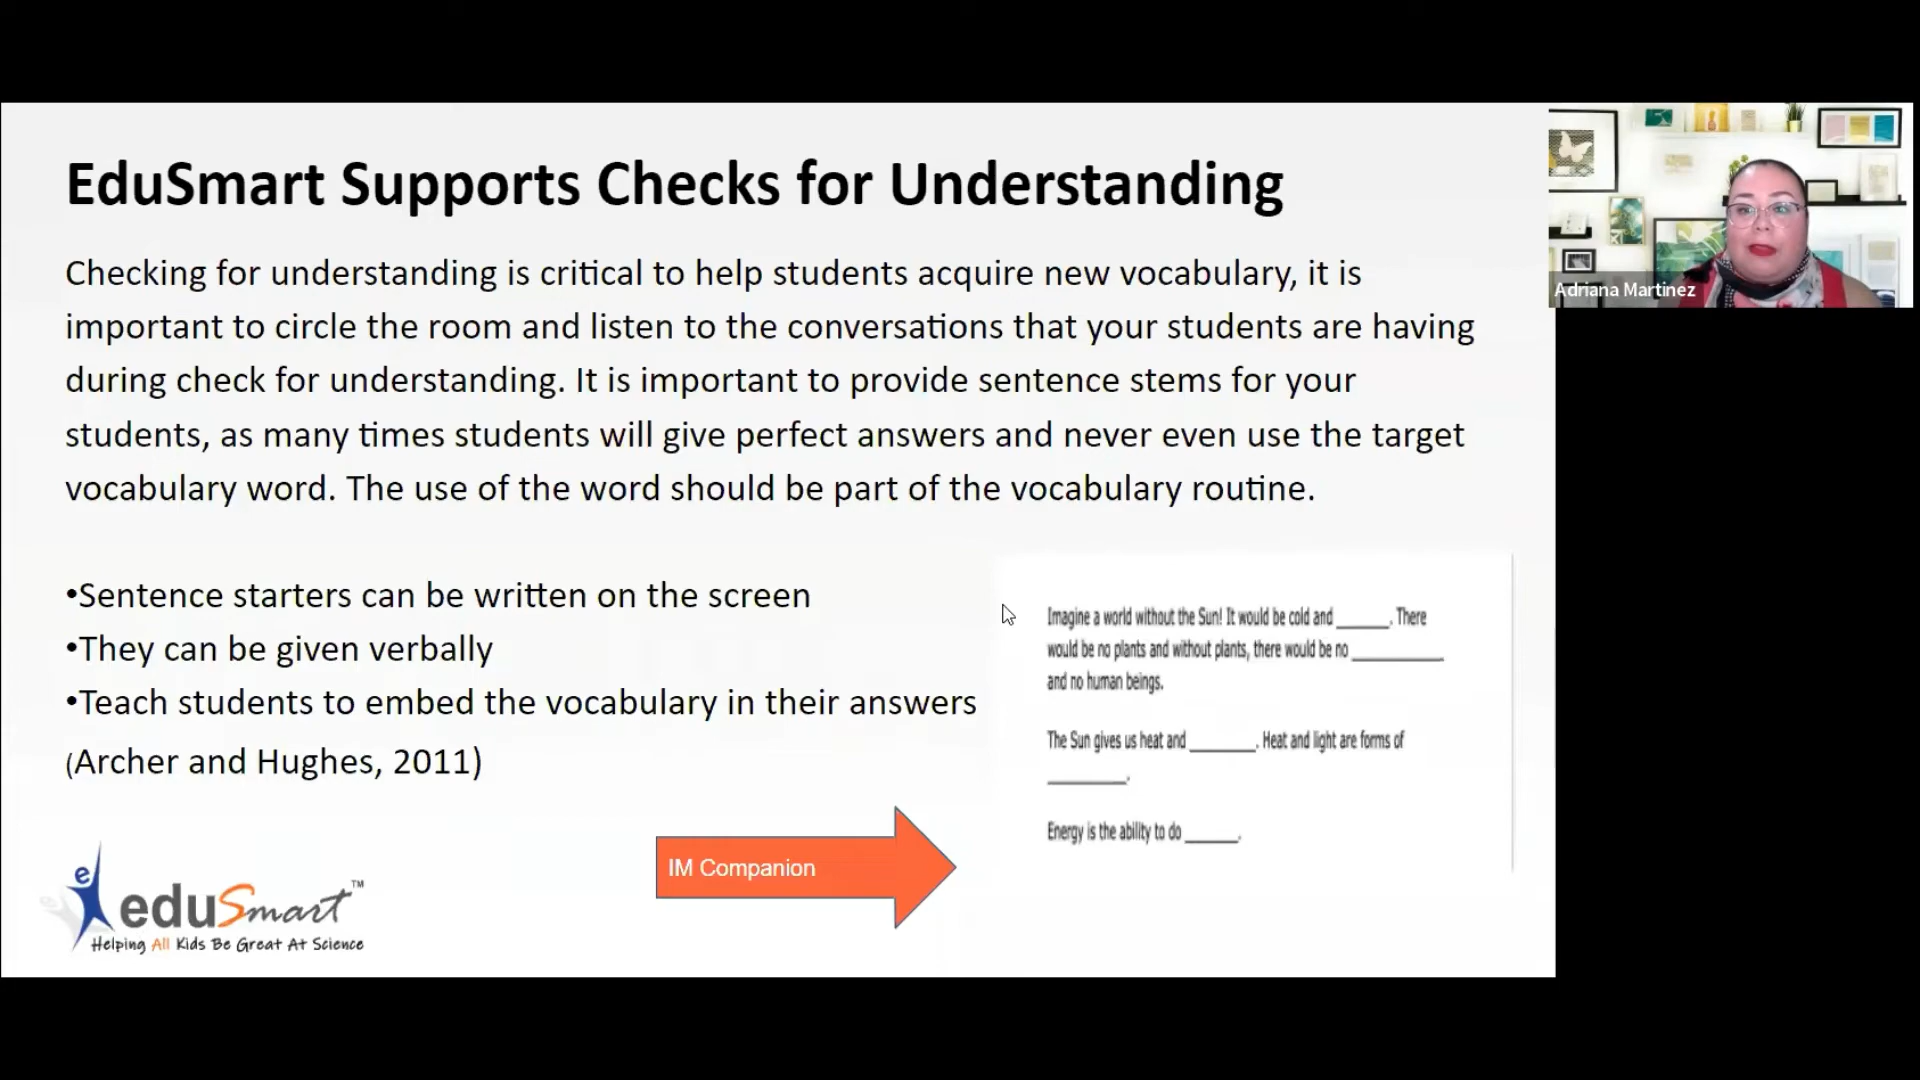 EduSmart Supports Checks for Understanding
Checking for understanding is critical to help students acquire new vocabulary, it is
important to circle the room and listen to the conversations that your students are having
during check for understanding. It is important to provide sentence stems for your
students, as many times students will give perfect answers and never even use the target
vocabulary word. The use of the word should be part of the vocabulary routine.
•Sentence starters can be written on the screen
•They can be given verbally
•Teach students to embed the vocabulary in their answers
(Archer and Hughes, 2011)
Imagine a world without the Sun! It would be cold and ______. There
would be no plants and without plants, there would be no ___________
and no human beings.
The Sun gives us heat and ________. Heat and light are forms of
__________.
Energy is the ability to do _______.
IM Companion
e
eduSmart™
Helping All Kids Be Great At Science
Adriana Martinez